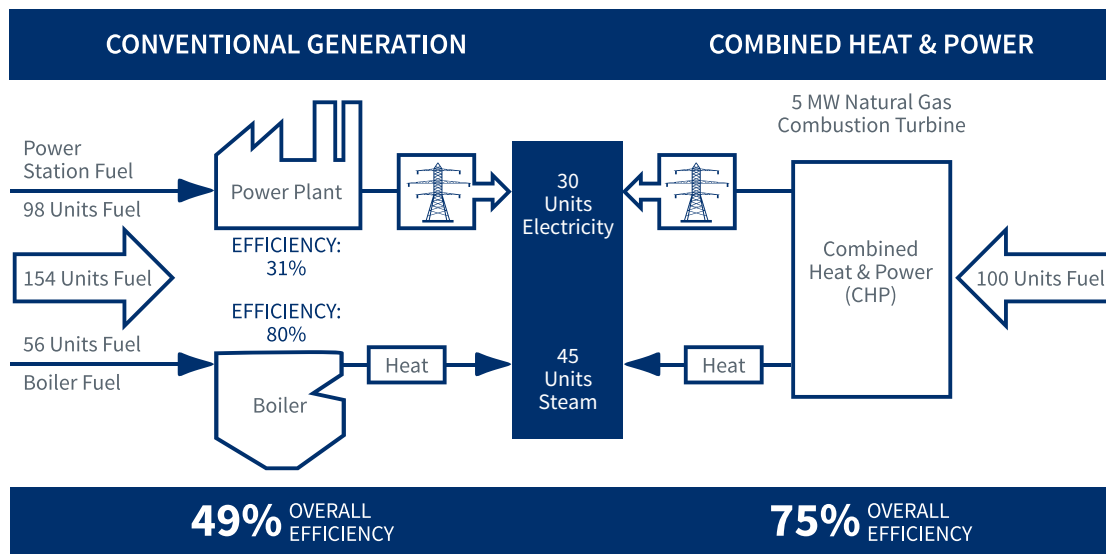 CONVENTIONAL GENERATION
COMBINED HEAT & POWER
Power
Station Fuel
98 Units Fuel
154 Units Fuel
56 Units Fuel
Boiler Fuel
Power Plant
EFFICIENCY:
31%
EFFICIENCY:
80%
Boiler
Heat
30
Units
Electricity
45
Units
Steam
Heat
5 MW Natural Gas
Combustion Turbine
Combined
Heat & Power
(CHP)
100 Units Fuel
49% OVERALL
EFFICIENCY
75% OVERALL
EFFICIENCY